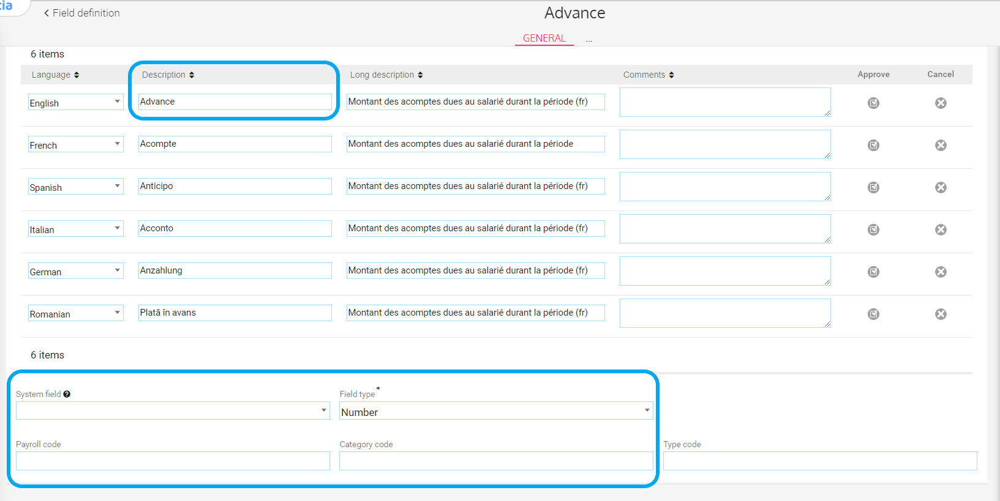 tia
Field definition
Advance
GENERAL ...
6 items
Language Description Long description Comments Approve Cancel
English Advance Montant des acomptes dues au salarié durant la période (fr)
French Acompte Montant des acomptes dues au salarié durant la période
Spanish Anticipo Montant des acomptes dues au salarié durant la période (fr)
Italian Acconto Montant des acomptes dues au salarié durant la période (fr)
German Anzahlung Montant des acomptes dues au salarié durant la période (fr)
Romanian Plată în avans Montant des acomptes dues au salarié durant la période (fr)
6 items
System field ? Field type *
Number
Payroll code Category code Type code